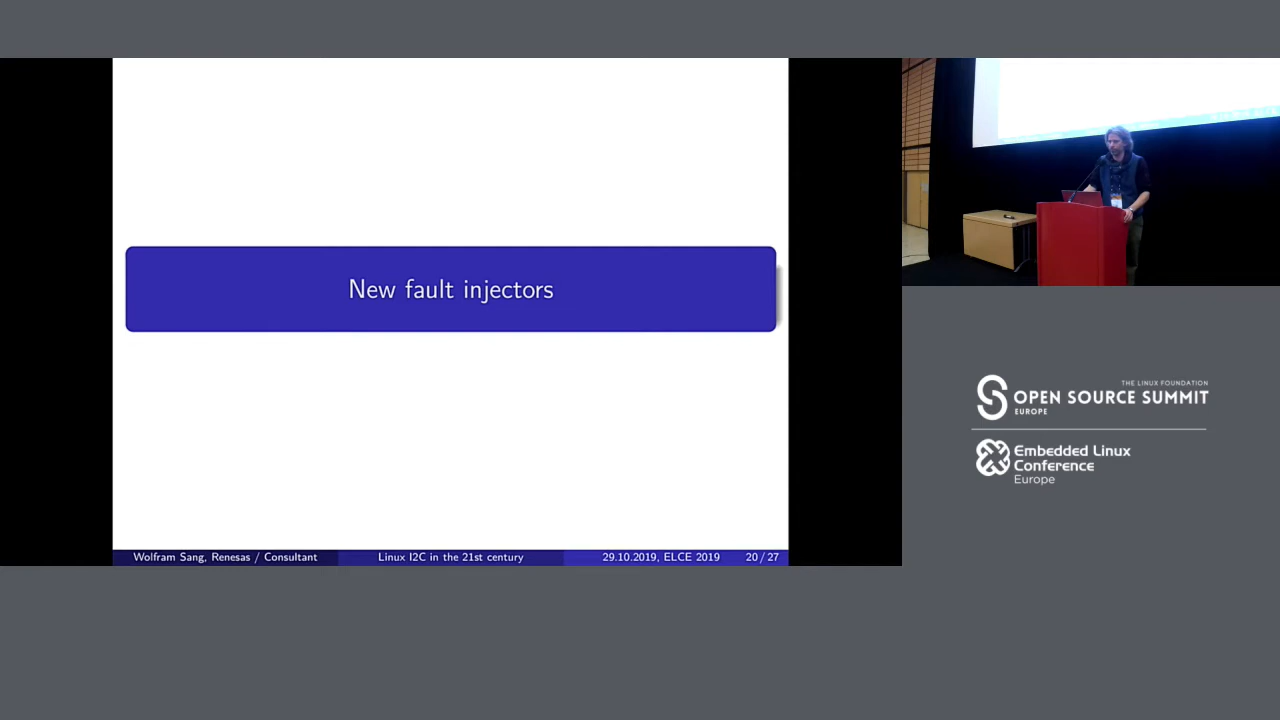 New fault injectors
Wolfram Sang, Renesas / Consultant
Linux I2C in the 21st century
29.10.2019, ELCE 2019
20 / 27
THE LINUX FOUNDATION
OPEN SOURCE SUMMIT
EUROPE
Embedded Linux
Conference
Europe